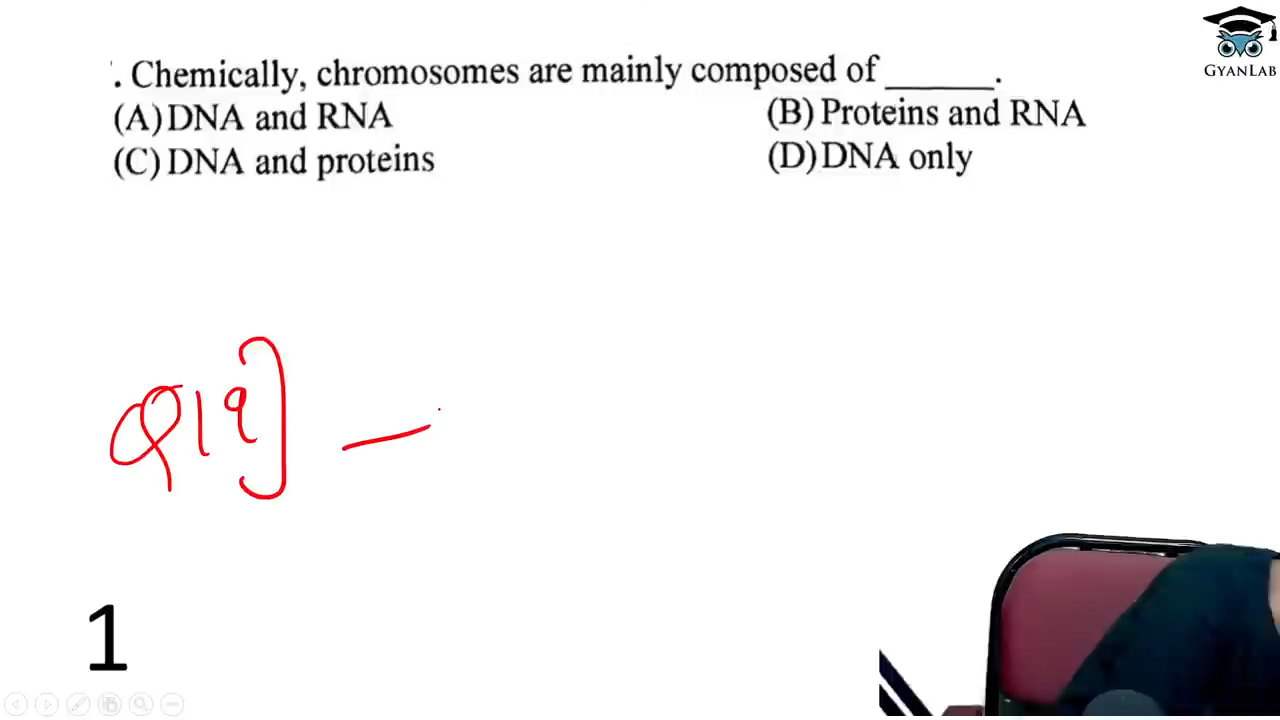 GYANLAB
. Chemically, chromosomes are mainly composed of ______.
(A) DNA and RNA (B) Proteins and RNA
(C) DNA and proteins (D) DNA only
Q19] —
1